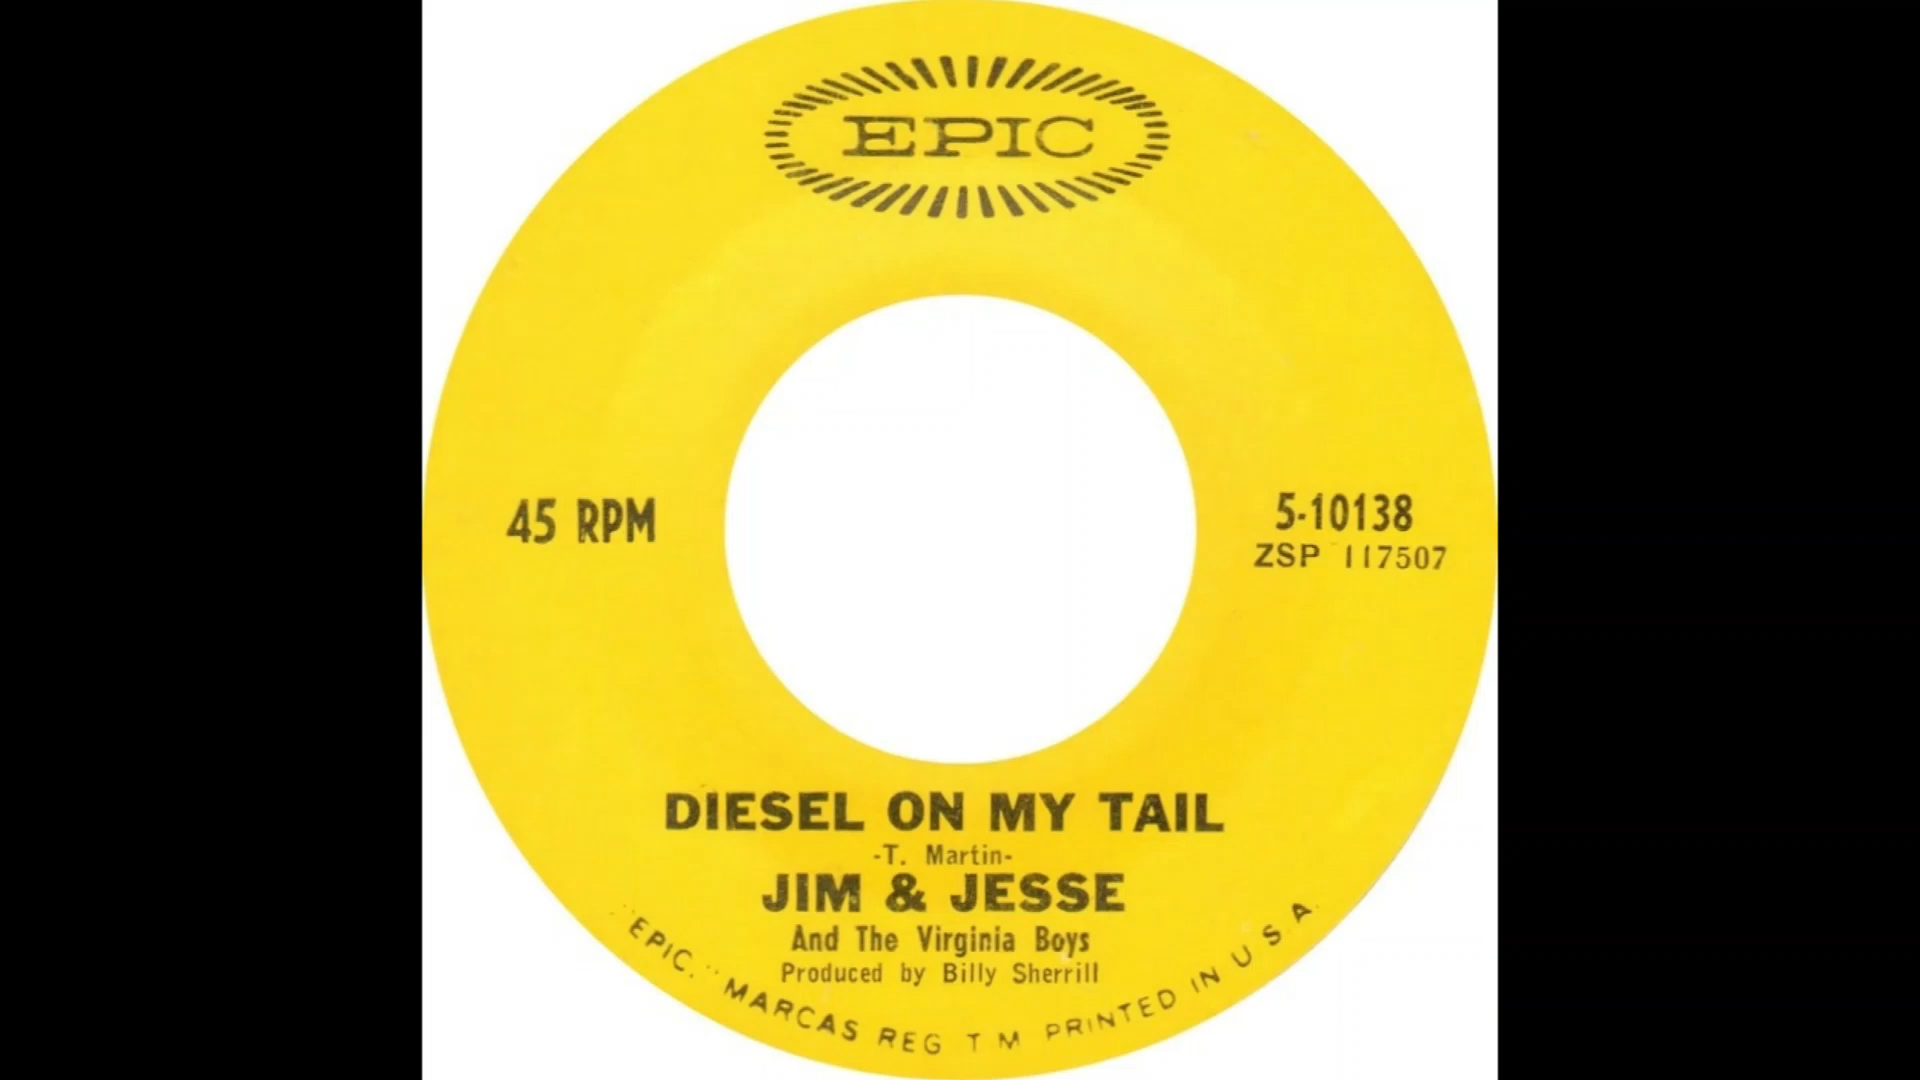 EPIC
45 RPM
5-10138
ZSP 117507
DIESEL ON MY TAIL
-T. Martin-
JIM & JESSE
And The Virginia Boys
Produced by Billy Sherrill
"EPIC," MARCAS REG T M PRINTED IN U S A.